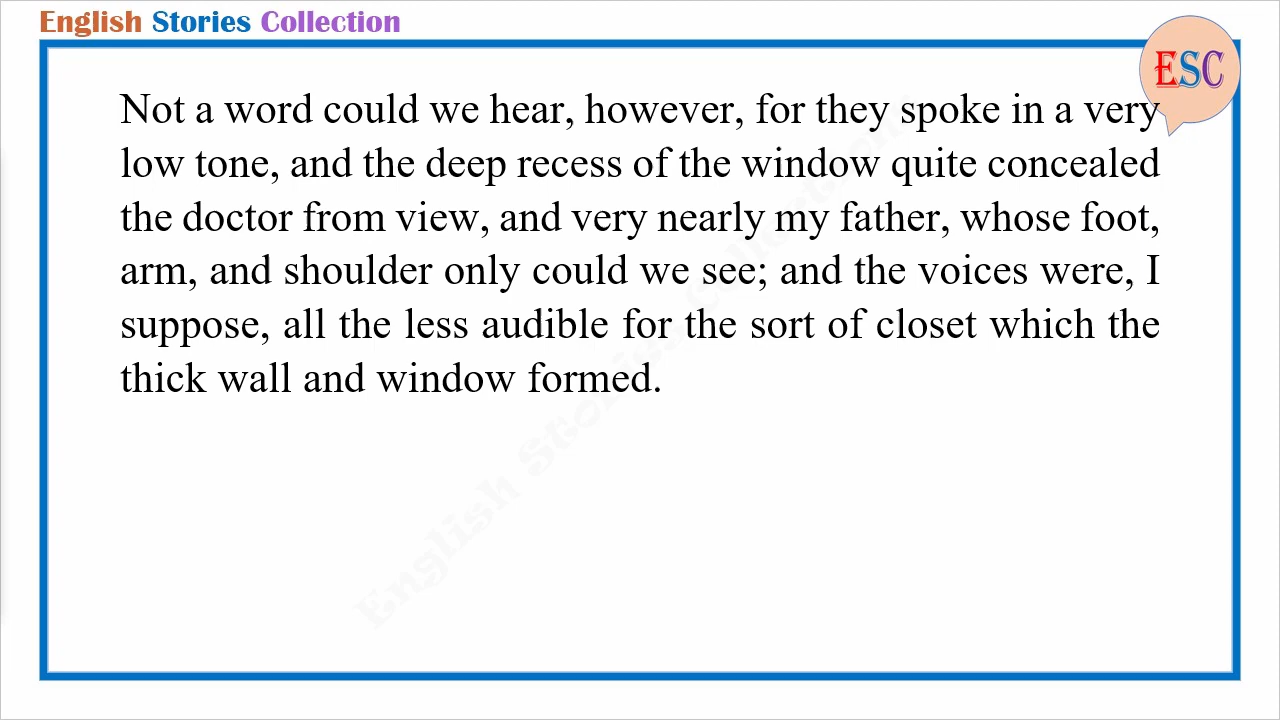 English Stories Collection
ESC
Not a word could we hear, however, for they spoke in a very
low tone, and the deep recess of the window quite concealed
the doctor from view, and very nearly my father, whose foot,
arm, and shoulder only could we see; and the voices were, I
suppose, all the less audible for the sort of closet which the
thick wall and window formed.